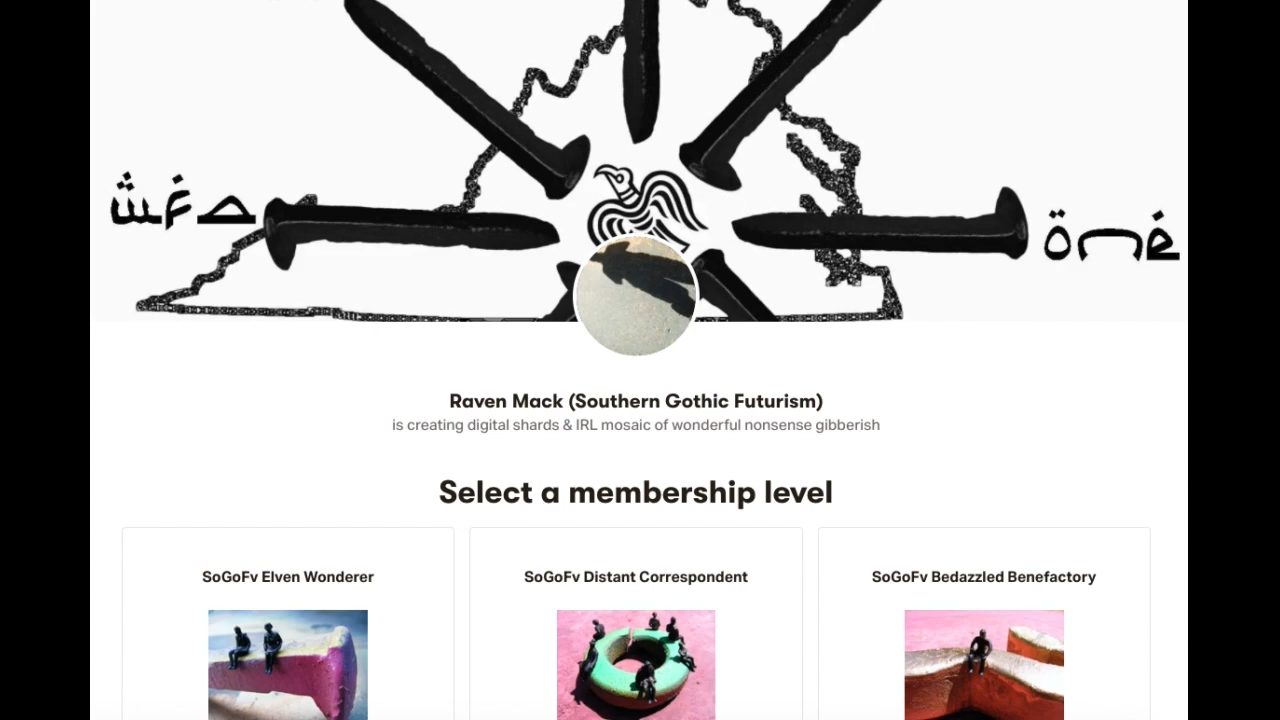 Raven Mack (Southern Gothic Futurism)
is creating digital shards & IRL mosaic of wonderful nonsense gibberish
Select a membership level
SoGoFv Elven Wonderer
SoGoFv Distant Correspondent
SoGoFv Bedazzled Benefactory